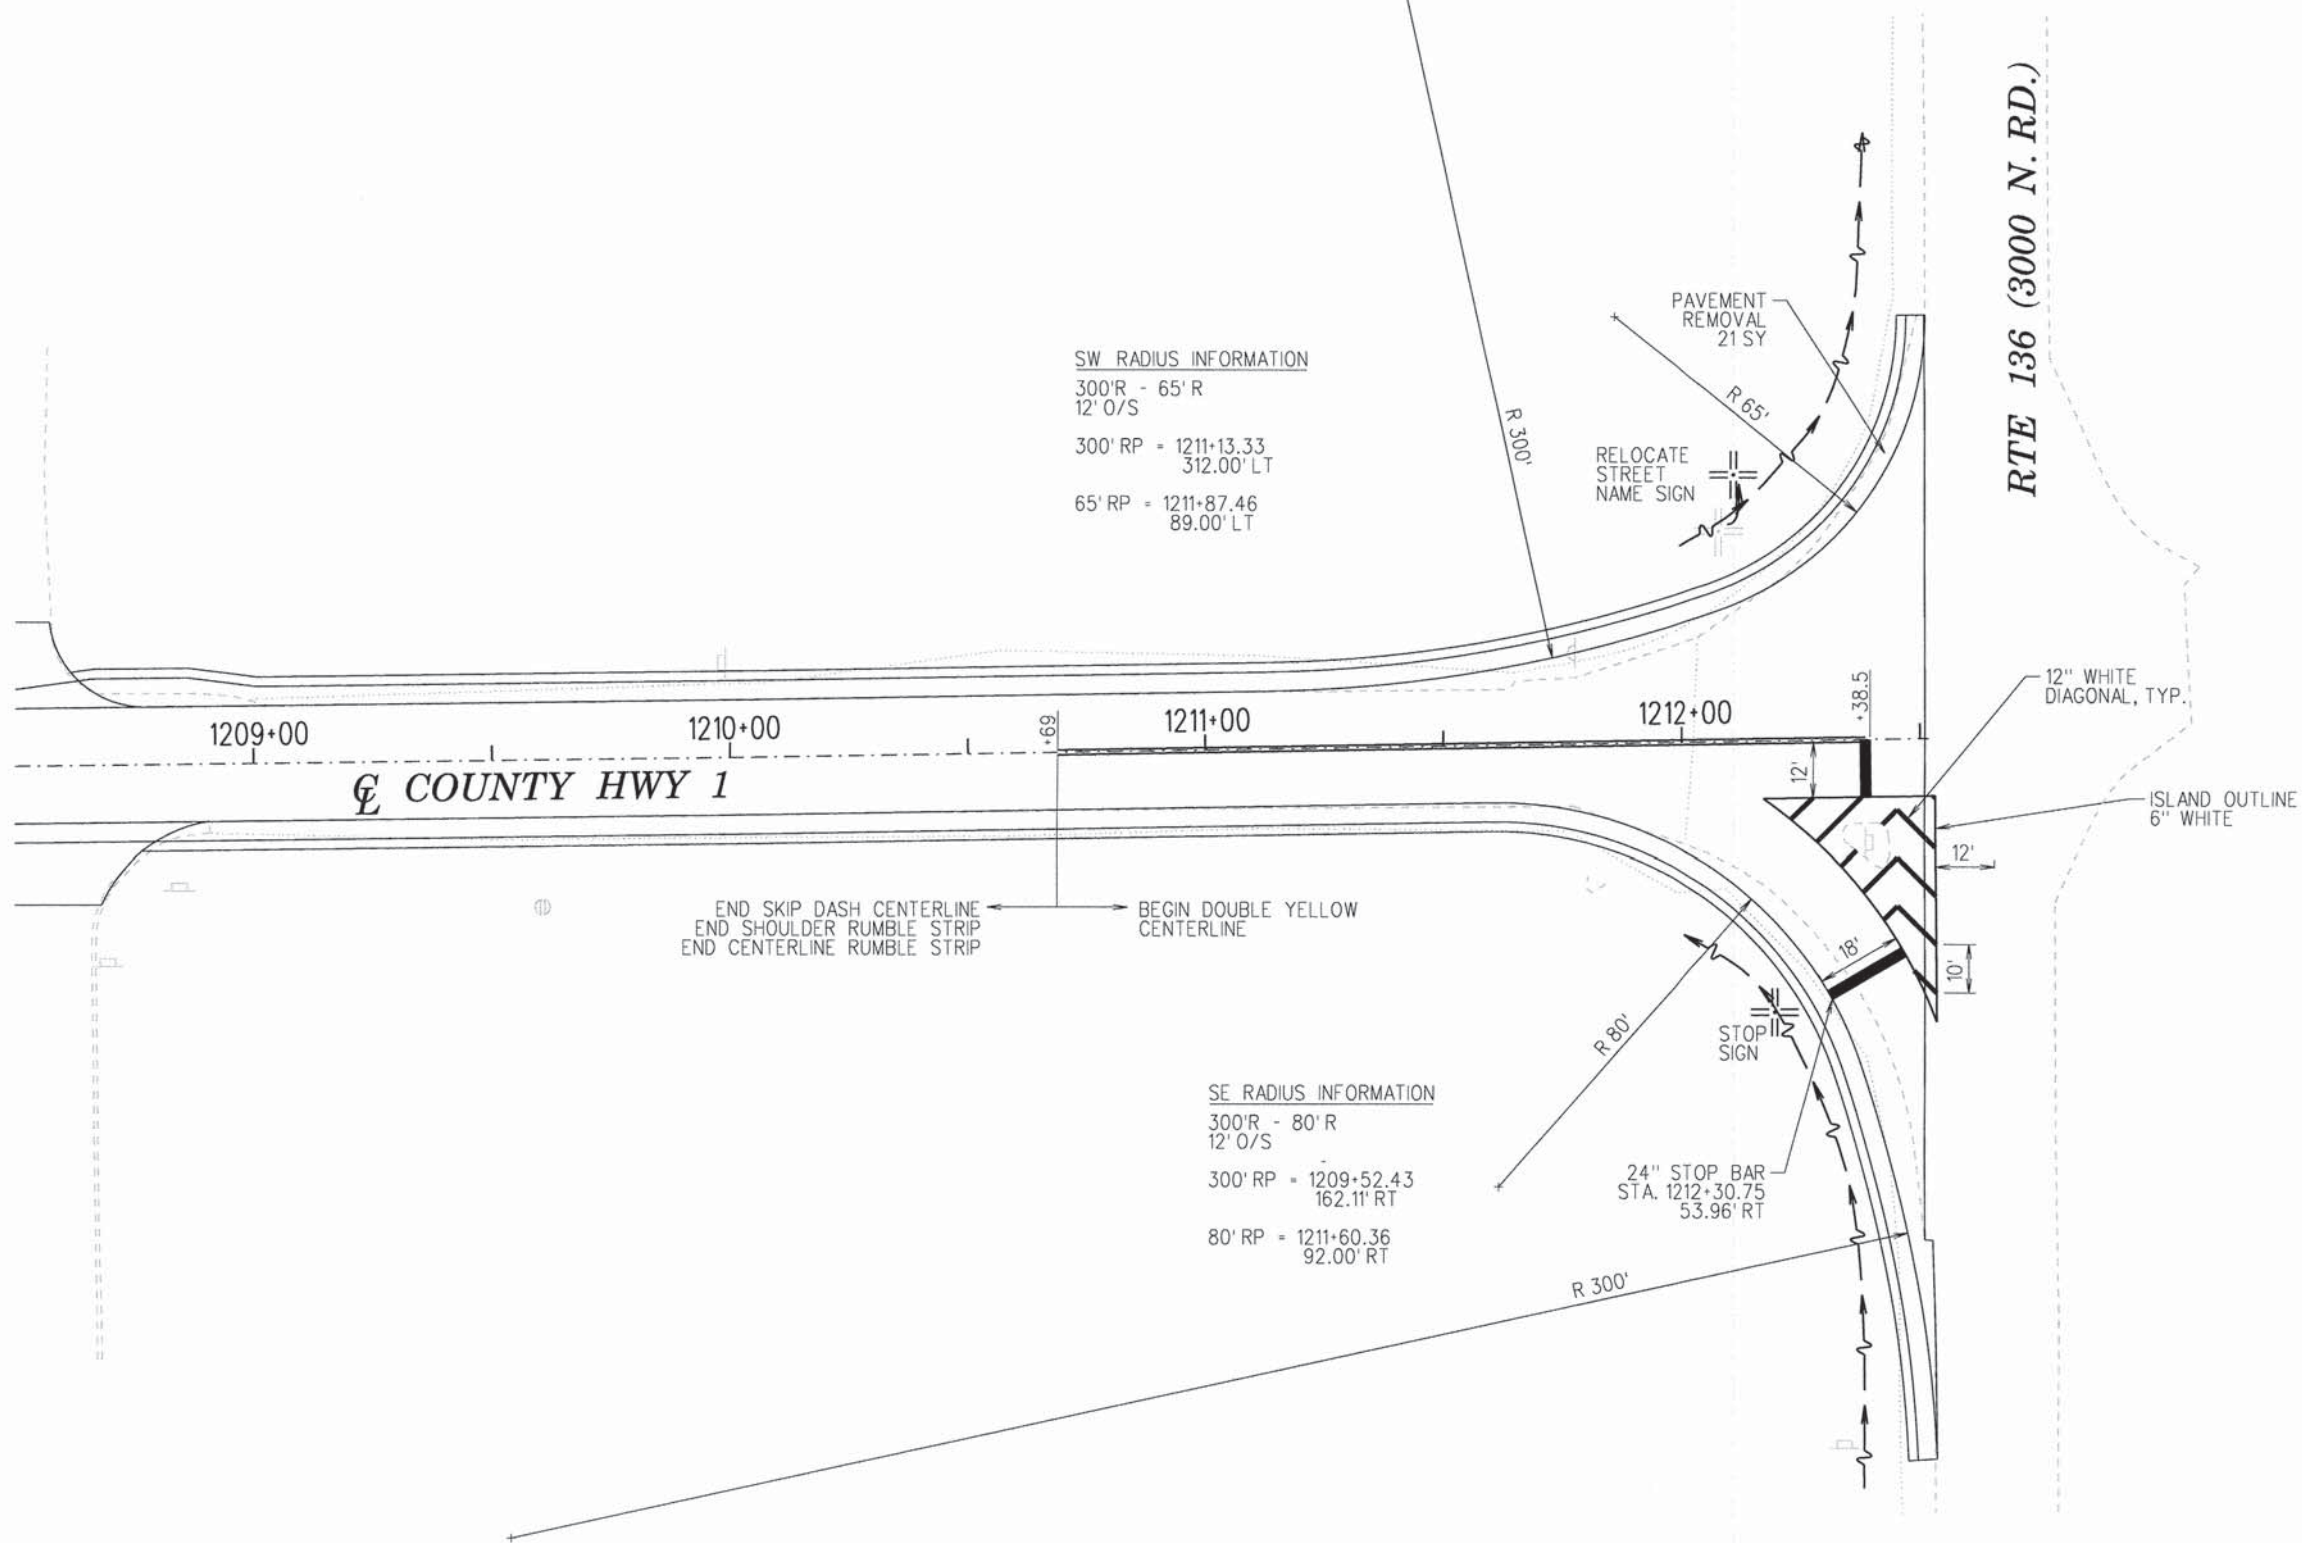 RTE 136 (3000 N. RD.)
PAVEMENT
REMOVAL
21 SY
SW RADIUS INFORMATION
300'R - 65' R
12' O/S
300' RP = 1211+13.33
312.00' LT
65' RP = 1211+87.46
89.00' LT
R 300'
R 65'
RELOCATE
STREET
NAME SIGN
12" WHITE
DIAGONAL, TYP.
1209+00
1210+00
+69
1211+00
1212+00
+38.5
℄ COUNTY HWY 1
12'
ISLAND OUTLINE
6" WHITE
12'
END SKIP DASH CENTERLINE
END SHOULDER RUMBLE STRIP
END CENTERLINE RUMBLE STRIP
BEGIN DOUBLE YELLOW
CENTERLINE
18'
10'
R 80'
STOP
SIGN
SE RADIUS INFORMATION
300'R - 80' R
12' O/S
300' RP = 1209+52.43
162.11' RT
80' RP = 1211+60.36
92.00' RT
24" STOP BAR
STA. 1212+30.75
53.96' RT
R 300'